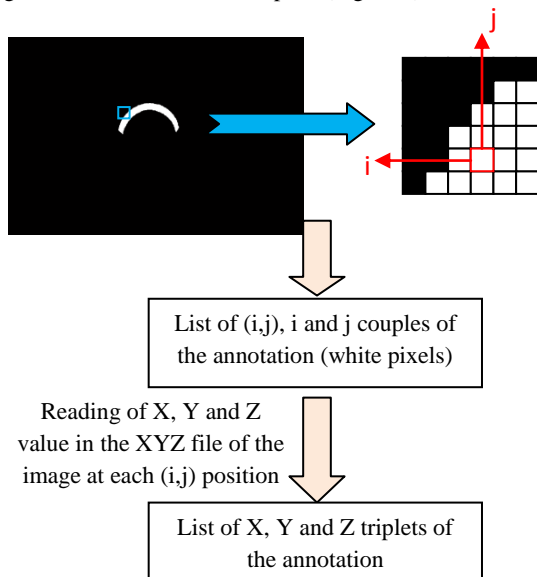 j
i
List of (i,j), i and j couples of
the annotation (white pixels)
Reading of X, Y and Z
value in the XYZ file of the
image at each (i,j) position
List of X, Y and Z triplets of
the annotation